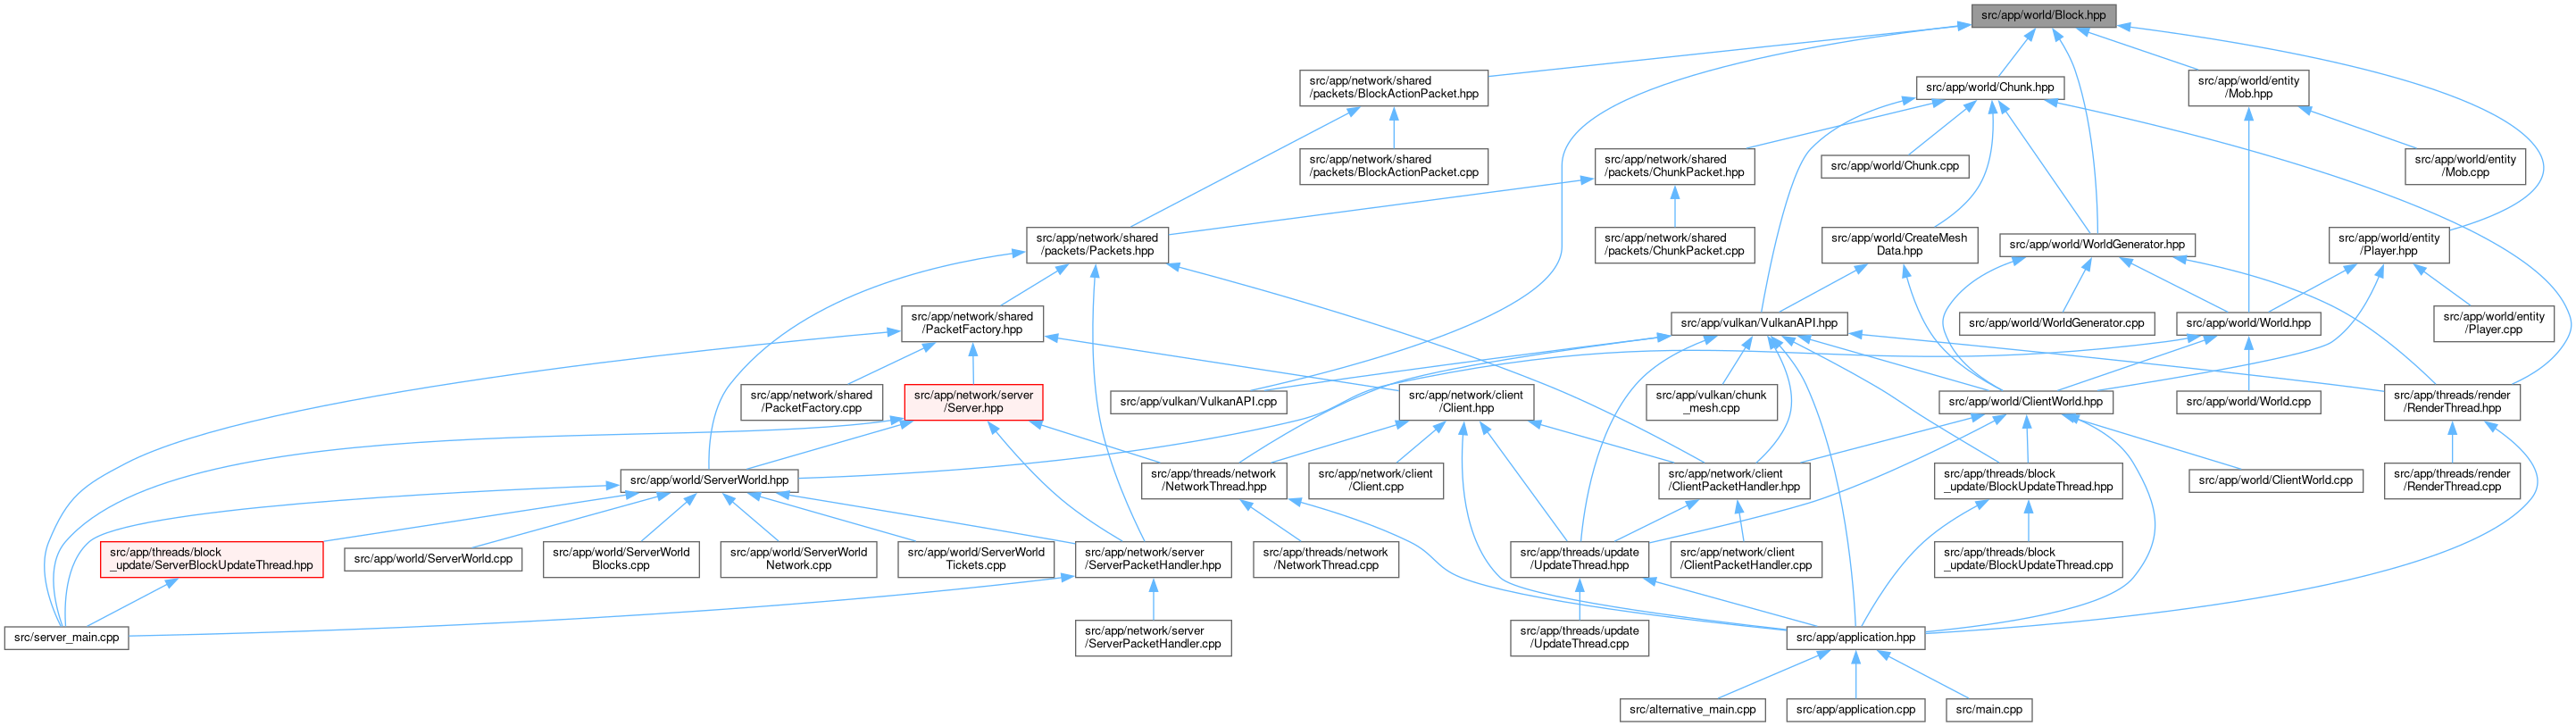 src/app/world/Block.hpp
src/app/network/shared
/packets/BlockActionPacket.hpp
src/app/world/Chunk.hpp
src/app/world/entity
/Mob.hpp
src/app/network/shared
/packets/BlockActionPacket.cpp
src/app/network/shared
/packets/ChunkPacket.hpp
src/app/world/Chunk.cpp
src/app/world/entity
/Mob.cpp
src/app/network/shared
/packets/Packets.hpp
src/app/network/shared
/packets/ChunkPacket.cpp
src/app/world/CreateMesh
Data.hpp
src/app/world/WorldGenerator.hpp
src/app/world/entity
/Player.hpp
src/app/network/shared
/PacketFactory.hpp
src/app/vulkan/VulkanAPI.hpp
src/app/world/WorldGenerator.cpp
src/app/world/World.hpp
src/app/world/entity
/Player.cpp
src/app/network/shared
/PacketFactory.cpp
src/app/network/server
/Server.hpp
src/app/vulkan/VulkanAPI.cpp
src/app/network/client
/Client.hpp
src/app/vulkan/chunk
_mesh.cpp
src/app/world/ClientWorld.hpp
src/app/world/World.cpp
src/app/threads/render
/RenderThread.hpp
src/app/world/ServerWorld.hpp
src/app/threads/network
/NetworkThread.hpp
src/app/network/client
/Client.cpp
src/app/network/client
/ClientPacketHandler.hpp
src/app/threads/block
_update/BlockUpdateThread.hpp
src/app/world/ClientWorld.cpp
src/app/threads/render
/RenderThread.cpp
src/app/threads/block
_update/ServerBlockUpdateThread.hpp
src/app/world/ServerWorld.cpp
src/app/world/ServerWorld
Blocks.cpp
src/app/world/ServerWorld
Network.cpp
src/app/world/ServerWorld
Tickets.cpp
src/app/network/server
/ServerPacketHandler.hpp
src/app/threads/network
/NetworkThread.cpp
src/app/threads/update
/UpdateThread.hpp
src/app/network/client
/ClientPacketHandler.cpp
src/app/threads/block
_update/BlockUpdateThread.cpp
src/server_main.cpp
src/app/network/server
/ServerPacketHandler.cpp
src/app/threads/update
/UpdateThread.cpp
src/app/application.hpp
src/alternative_main.cpp
src/app/application.cpp
src/main.cpp